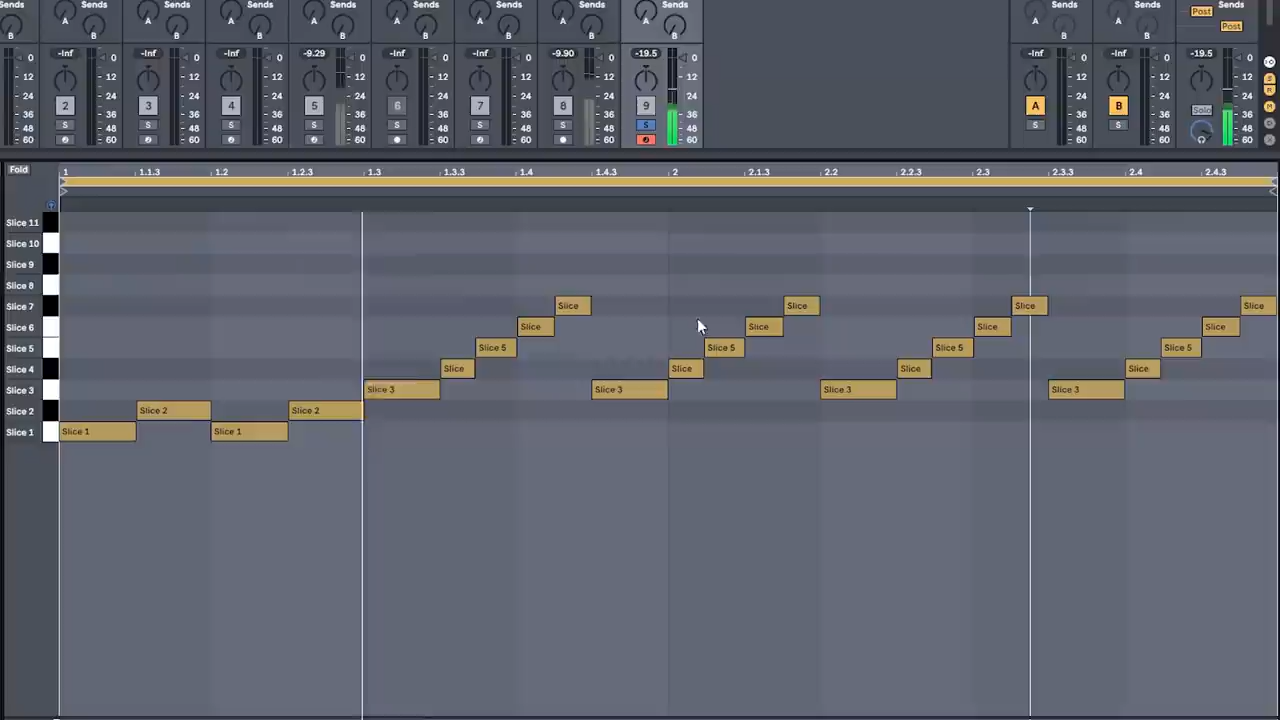 Sends Sends Sends Sends Sends Sends Sends Sends Sends Sends Sends
A A A A A A A A A Post
B B B B B B B B B B B Post
-Inf -Inf -Inf -9.29 -Inf -Inf -9.90 -19.5 -Inf -Inf -19.5
0 0 0 0 0 0 0 0 0 0 0 0
12 12 12 12 12 12 12 12 12 12 12 12
24 24 24 24 24 24 24 24 24 24 24 24
2 3 4 5 6 7 8 9 A B Solo
36 36 36 36 36 36 36 36 36 36 36 36
S S S S S S S S S S
48 48 48 48 48 48 48 48 48 48 48 48
60 60 60 60 60 60 60 60 60 60 60 60
Fold 1 1.1.3 1.2 1.2.3 1.3 1.3.3 1.4 1.4.3 2 2.1.3 2.2 2.2.3 2.3 2.3.3 2.4 2.4.3
Slice 11
Slice 10
Slice 9
Slice 8
Slice 7 Slice Slice Slice Slice
Slice 6 Slice Slice Slice Slice
Slice 5 Slice 5 Slice 5 Slice 5 Slice 5
Slice 4 Slice Slice Slice Slice
Slice 3 Slice 3 Slice 3 Slice 3 Slice 3
Slice 2 Slice 2 Slice 2
Slice 1 Slice 1 Slice 1